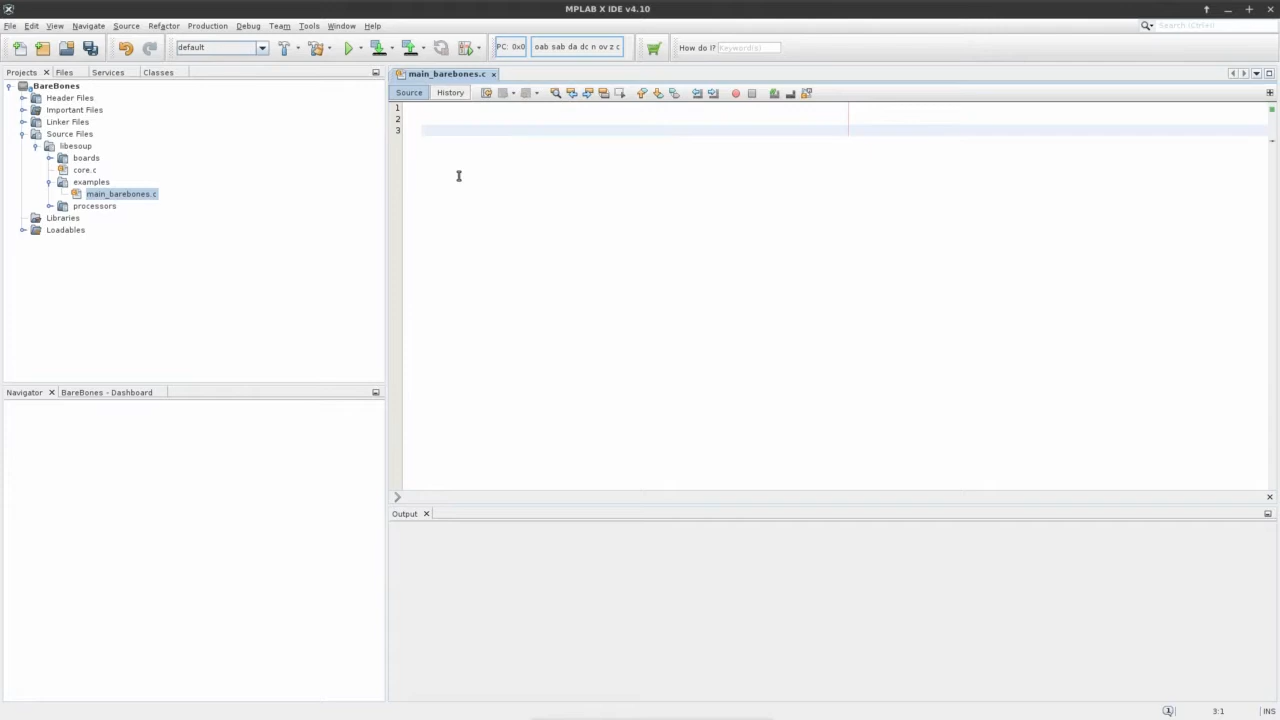 MPLAB X IDE v4.10
File Edit View Navigate Source Refactor Production Debug Team Tools Window Help
Search (Ctrl+I)
default
PC: 0x0
oab sab da dc n ov z c
How do I? Keyword(s)
Projects Files Services Classes
BareBones
Header Files
Important Files
Linker Files
Source Files
libesoup
boards
core.c
examples
main_barebones.c
processors
Libraries
Loadables
main_barebones.c
Source History
1
2
3
Navigator BareBones - Dashboard
Output
3:1 INS